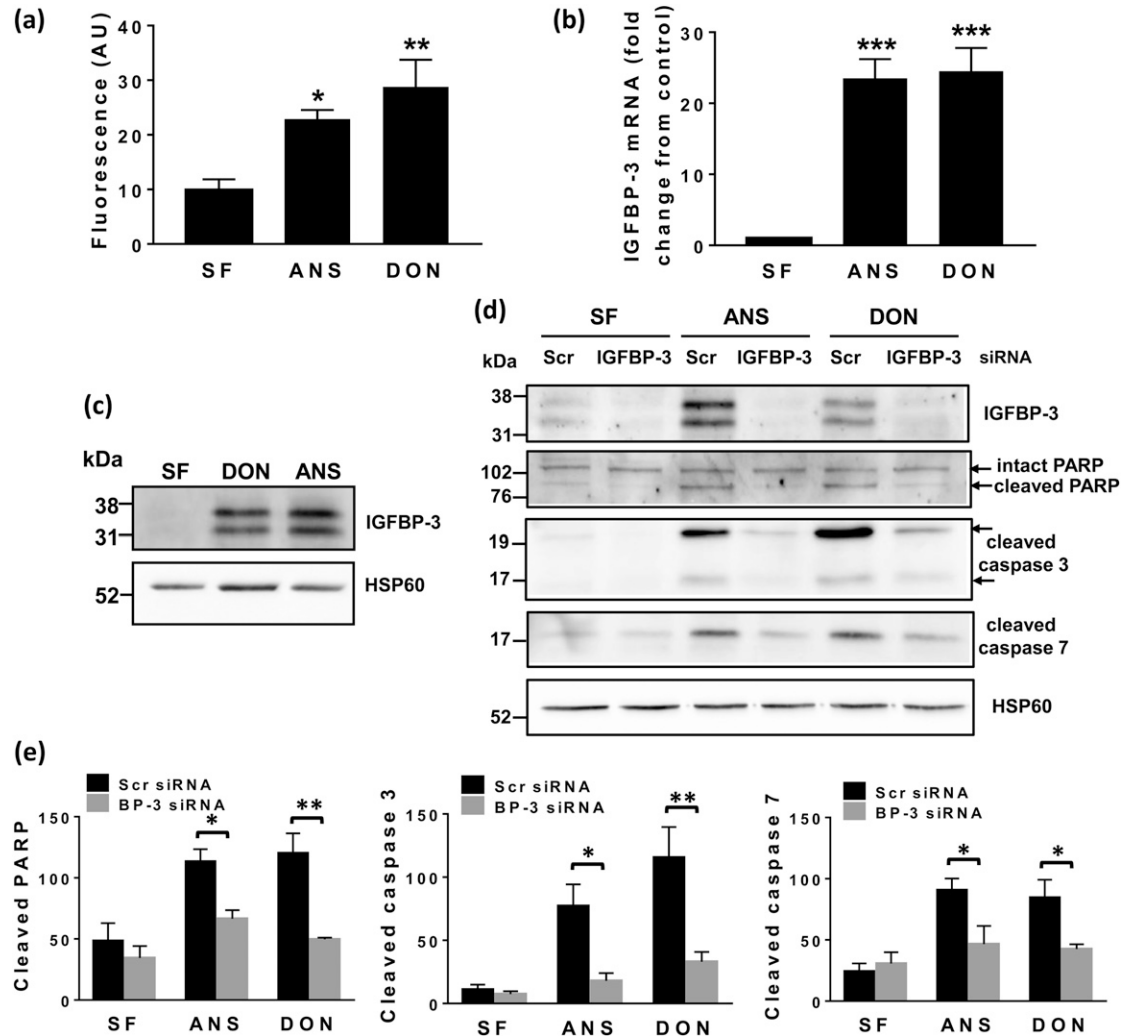 (a)
Fluorescence (AU)
40
30
20
10
0
**
*
SF ANS DON
(b)
IGFBP-3 mRNA (fold
change from control)
30
20
10
0
*** ***
SF ANS DON
(c)
kDa
SF DON ANS
38
31
IGFBP-3
52
HSP60
(d)
SF ANS DON
kDa
Scr IGFBP-3 Scr IGFBP-3 Scr IGFBP-3 siRNA
38
31
IGFBP-3
102
76
intact PARP
cleaved PARP
19
17
cleaved
caspase 3
17
cleaved
caspase 7
52
HSP60
(e)
Scr siRNA
BP-3 siRNA
Cleaved PARP
150
100
50
0
* **
SF ANS DON
Scr siRNA
BP-3 siRNA
Cleaved caspase 3
150
100
50
0
* **
SF ANS DON
Scr siRNA
BP-3 siRNA
Cleaved caspase 7
150
100
50
0
* *
SF ANS DON